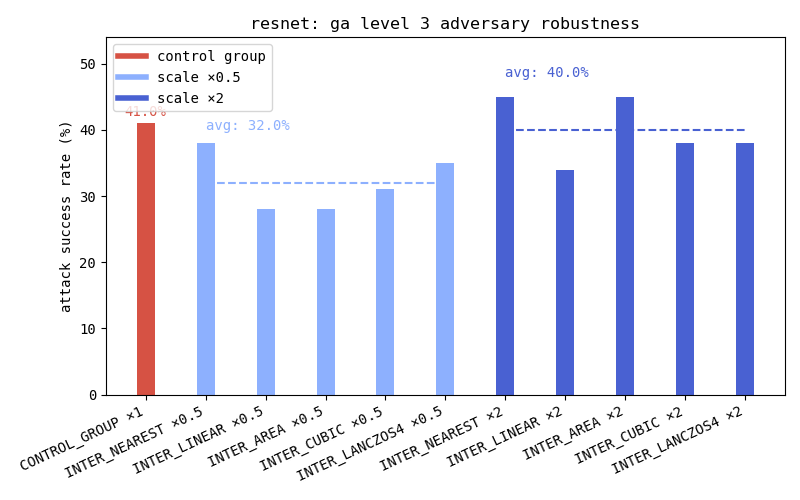 resnet: ga level 3 adversary robustness
control group
scale ×0.5
scale ×2
41.0%
avg: 32.0%
avg: 40.0%
attack success rate (%)
50
40
30
20
10
0
CONTROL_GROUP ×1
INTER_NEAREST ×0.5
INTER_LINEAR ×0.5
INTER_AREA ×0.5
INTER_CUBIC ×0.5
INTER_LANCZOS4 ×0.5
INTER_NEAREST ×2
INTER_LINEAR ×2
INTER_AREA ×2
INTER_CUBIC ×2
INTER_LANCZOS4 ×2